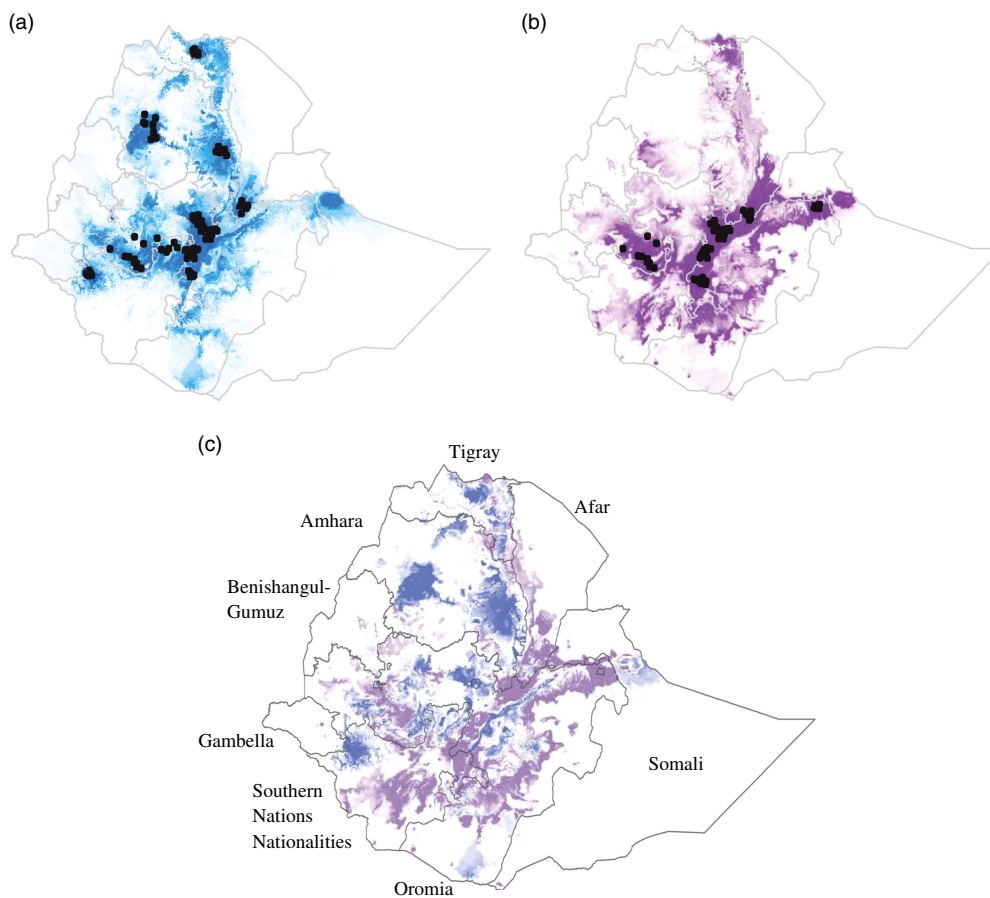 (a)
(b)
(c)
Tigray
Afar
Amhara
Benishangul-
Gumuz
Gambella
Somali
Southern
Nations
Nationalities
Oromia